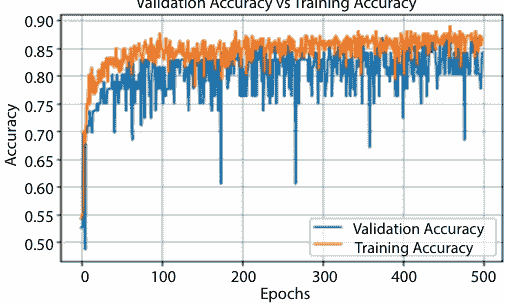 Validation Accuracy vs Training Accuracy
0.90
0.85
0.80
0.75
0.70
0.65
0.60
0.55
0.50
Accuracy
0 100 200 300 400 500
Epochs
Validation Accuracy
Training Accuracy